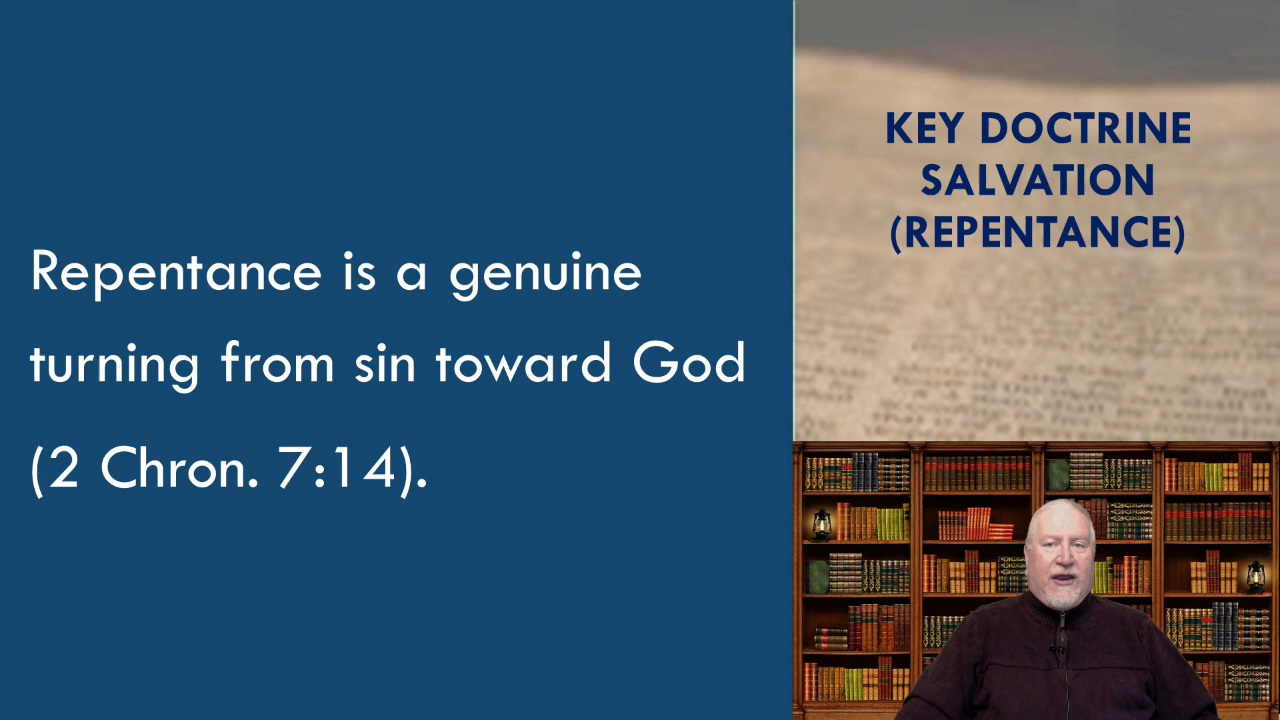 Repentance is a genuine
turning from sin toward God
(2 Chron. 7:14).
KEY DOCTRINE
SALVATION
(REPENTANCE)